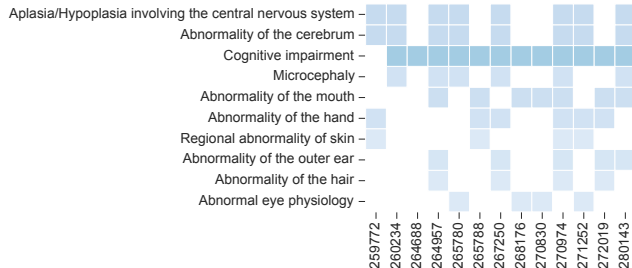 Aplasia/Hypoplasia involving the central nervous system
Abnormality of the cerebrum
Cognitive impairment
Microcephaly
Abnormality of the mouth
Abnormality of the hand
Regional abnormality of skin
Abnormality of the outer ear
Abnormality of the hair
Abnormal eye physiology
259772
260234
264688
264957
265780
265788
267250
268176
270830
270974
271252
272019
280143